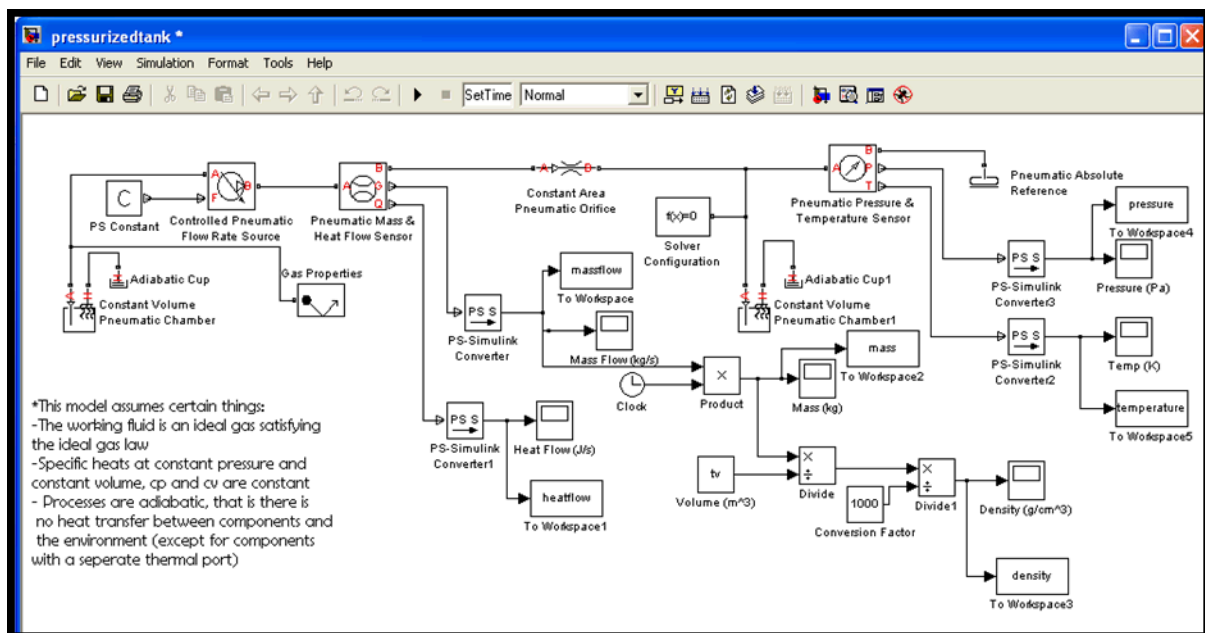 pressurizedtank *
File Edit View Simulation Format Tools Help
SetTime Normal
A
F
B
C
PS Constant
Controlled Pneumatic
Flow Rate Source
A
B
G
Q
Pneumatic Mass &
Heat Flow Sensor
A B
Constant Area
Pneumatic Orifice
A
B
P
T
Pneumatic Pressure &
Temperature Sensor
Pneumatic Absolute
Reference
f(x)=0
Solver
Configuration
pressure
To Workspace4
Adiabatic Cup
A H
Constant Volume
Pneumatic Chamber
Gas Properties
massflow
To Workspace
Adiabatic Cup1
A H
Constant Volume
Pneumatic Chamber1
PS S
PS-Simulink
Converter3
Pressure (Pa)
PS S
PS-Simulink
Converter
Mass Flow (kg/s)
mass
To Workspace2
PS S
PS-Simulink
Converter2
Temp (K)
Clock
×
Product
Mass (kg)
temperature
To Workspace5
*This model assumes certain things:
-The working fluid is an ideal gas satisfying
the ideal gas law
-Specific heats at constant pressure and
constant volume, cp and cv are constant
- Processes are adiabatic, that is there is
no heat transfer between components and
the environment (except for components
with a seperate thermal port)
PS S
PS-Simulink
Converter1
Heat Flow (J/s)
heatflow
To Workspace1
tv
Volume (m^3)
×
÷
Divide
1000
Conversion Factor
×
÷
Divide1
Density (g/cm^3)
density
To Workspace3